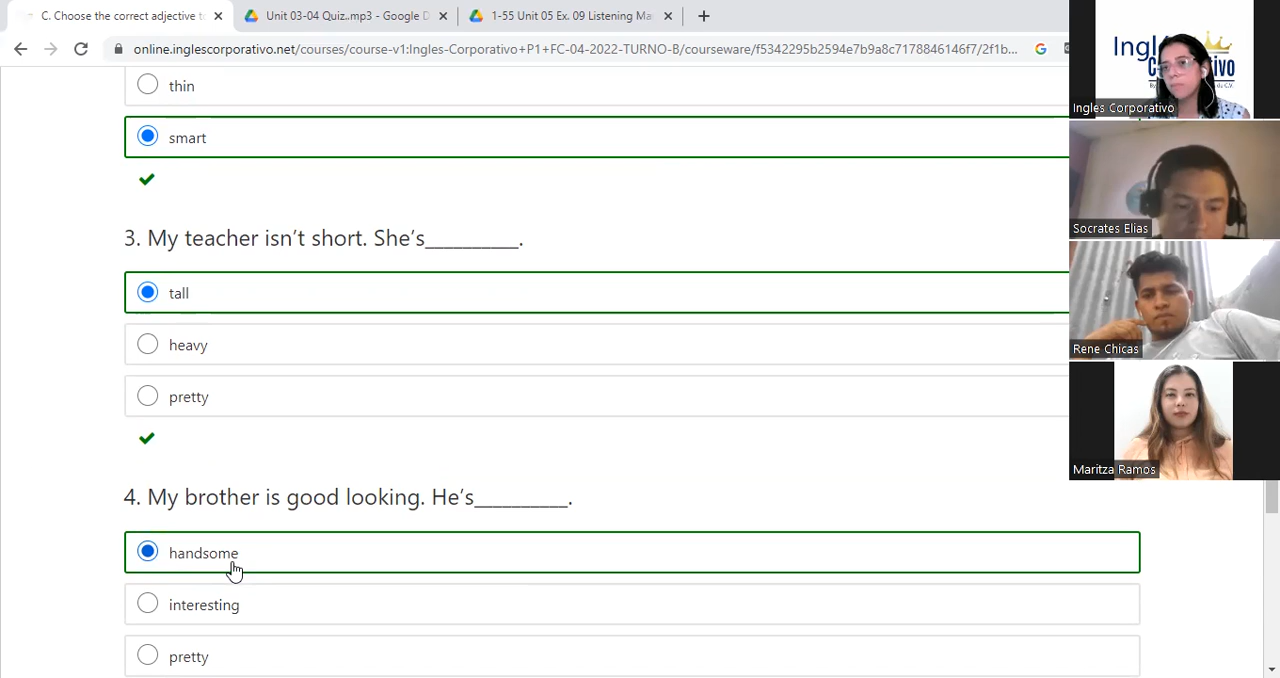 C. Choose the correct adjective to
Unit 03-04 Quiz..mp3 - Google D
1-55 Unit 05 Ex. 09 Listening Ma
online.inglescorporativo.net/courses/course-v1:Ingles-Corporativo+P1+FC-04-2022-TURNO-B/courseware/f5342295b2594e7b9a8c7178846146f7/2f1b...
thin
smart
3. My teacher isn't short. She's__________.
tall
heavy
pretty
4. My brother is good looking. He's__________.
handsome
interesting
pretty
Ingles Corporativo
Socrates Elias
Rene Chicas
Maritza Ramos